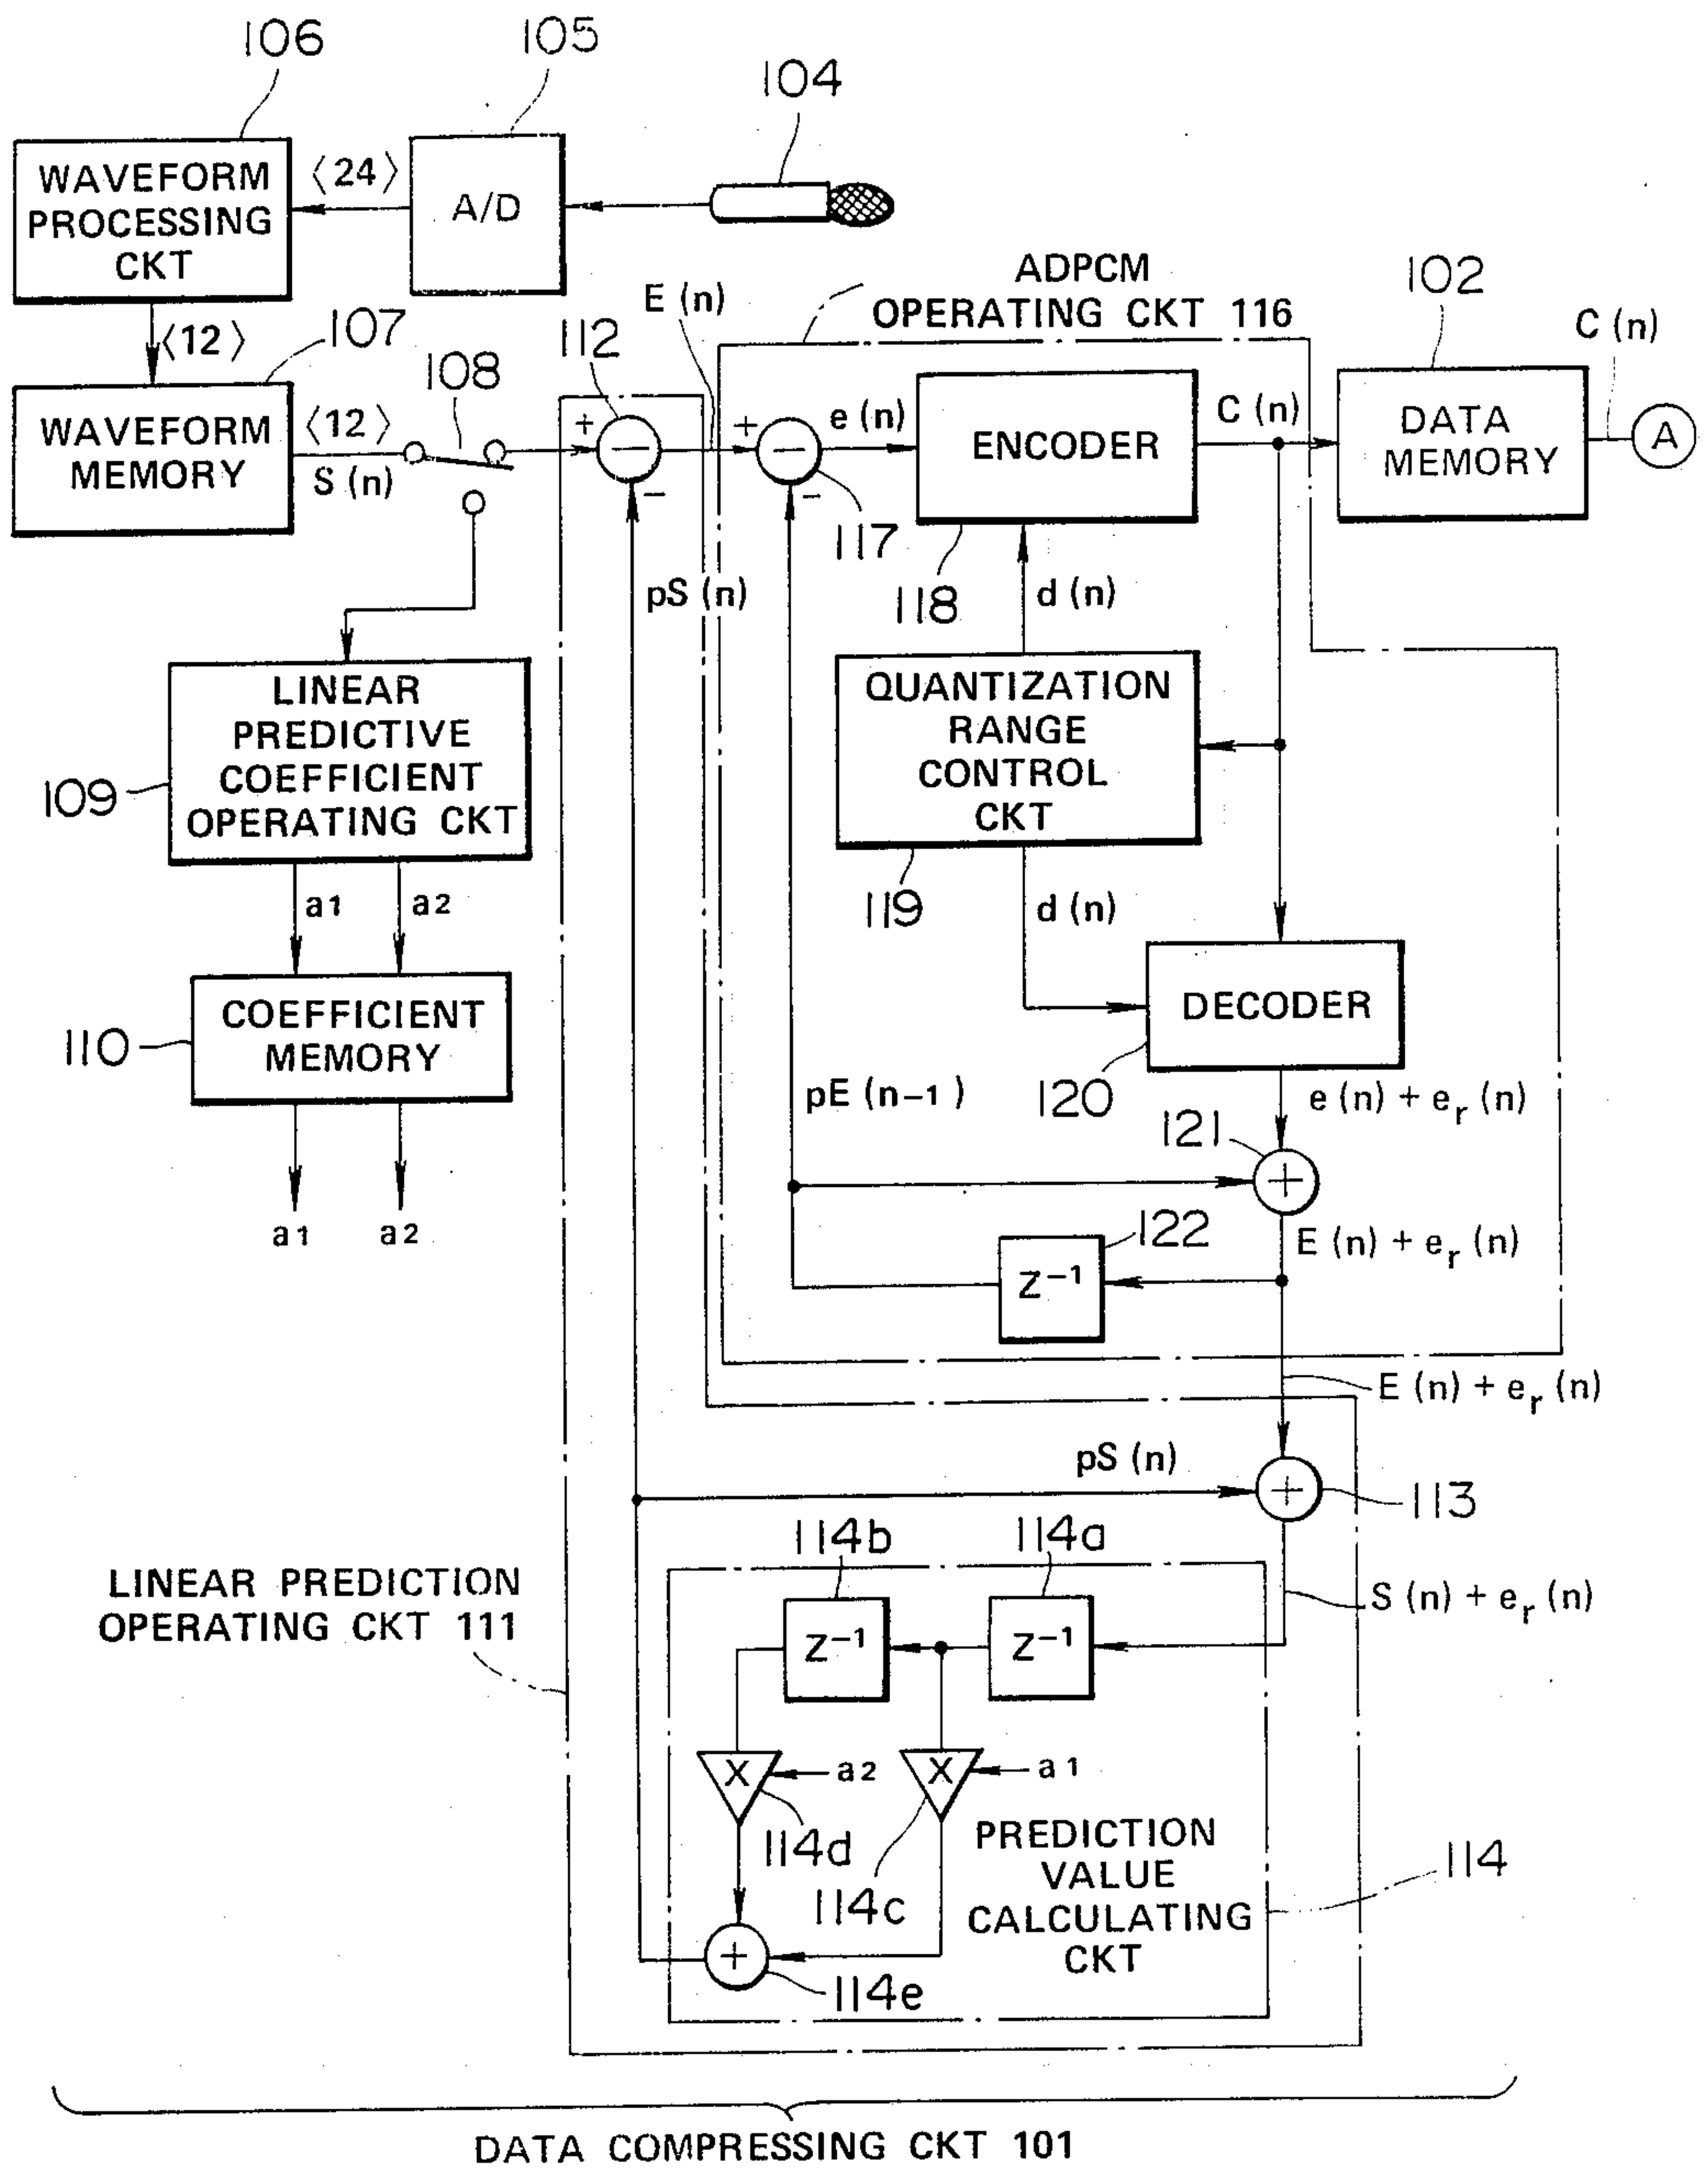 106
105
104
WAVEFORM
PROCESSING
CKT
〈24〉
A/D
〈12〉
107
108
112
E (n)
ADPCM
OPERATING CKT 116
102
C (n)
WAVEFORM
MEMORY
〈12〉
S (n)
+
−
−
+
−
−
e (n)
117
ENCODER
118
C (n)
DATA
MEMORY
A
pS (n)
d (n)
LINEAR
PREDICTIVE
COEFFICIENT
OPERATING CKT
109
QUANTIZATION
RANGE
CONTROL
CKT
119
d (n)
a1
a2
COEFFICIENT
MEMORY
110
a1
a2
DECODER
120
pE (n−1)
e (n) + er (n)
121
+
122
Z−1
E (n) + er (n)
E (n) + er (n)
pS (n)
+
113
114b
114a
LINEAR PREDICTION
OPERATING CKT 111
Z−1
Z−1
S (n) + er (n)
X
a2
X
a1
114d
114c
PREDICTION
VALUE
CALCULATING
CKT
114
+
114e
DATA COMPRESSING CKT 101